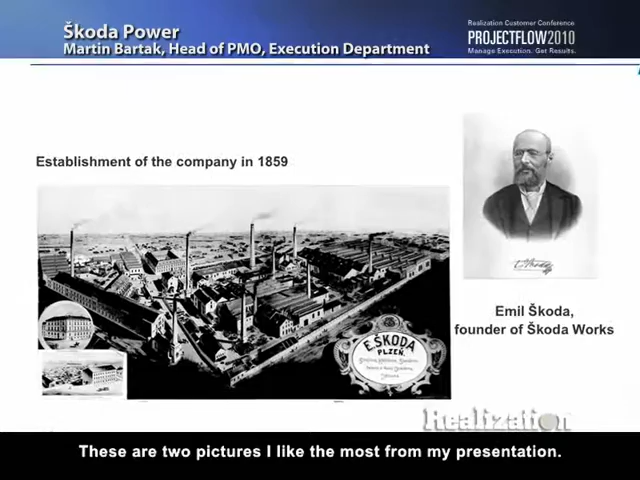 Škoda Power
Martin Bartak, Head of PMO, Execution Department
Realization Customer Conference
PROJECTFLOW2010
Manage Execution. Get Results.
Establishment of the company in 1859
E. ŠKODA
PLZEŇ.
Emil Škoda,
founder of Škoda Works
Realization
These are two pictures I like the most from my presentation.